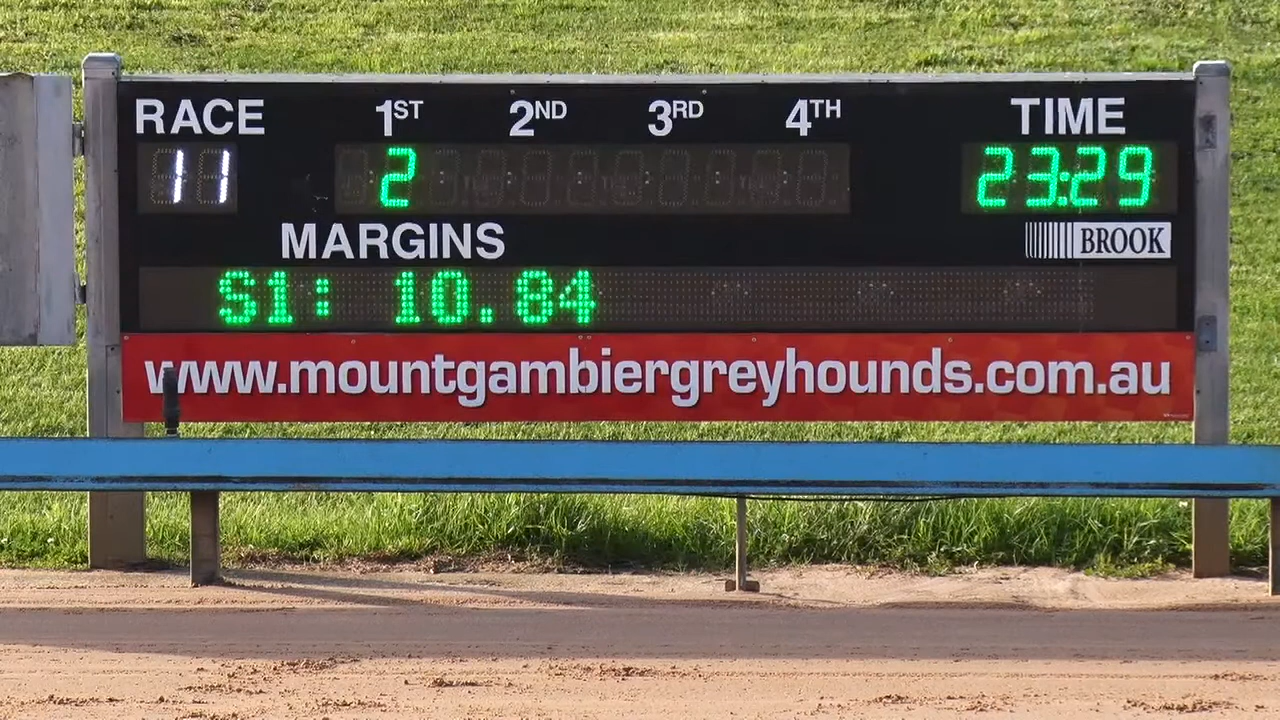 RACE 1ST 2ND 3RD 4TH TIME
11 2 23:29
MARGINS BROOK
S1: 10.84
www.mountgambiergreyhounds.com.au